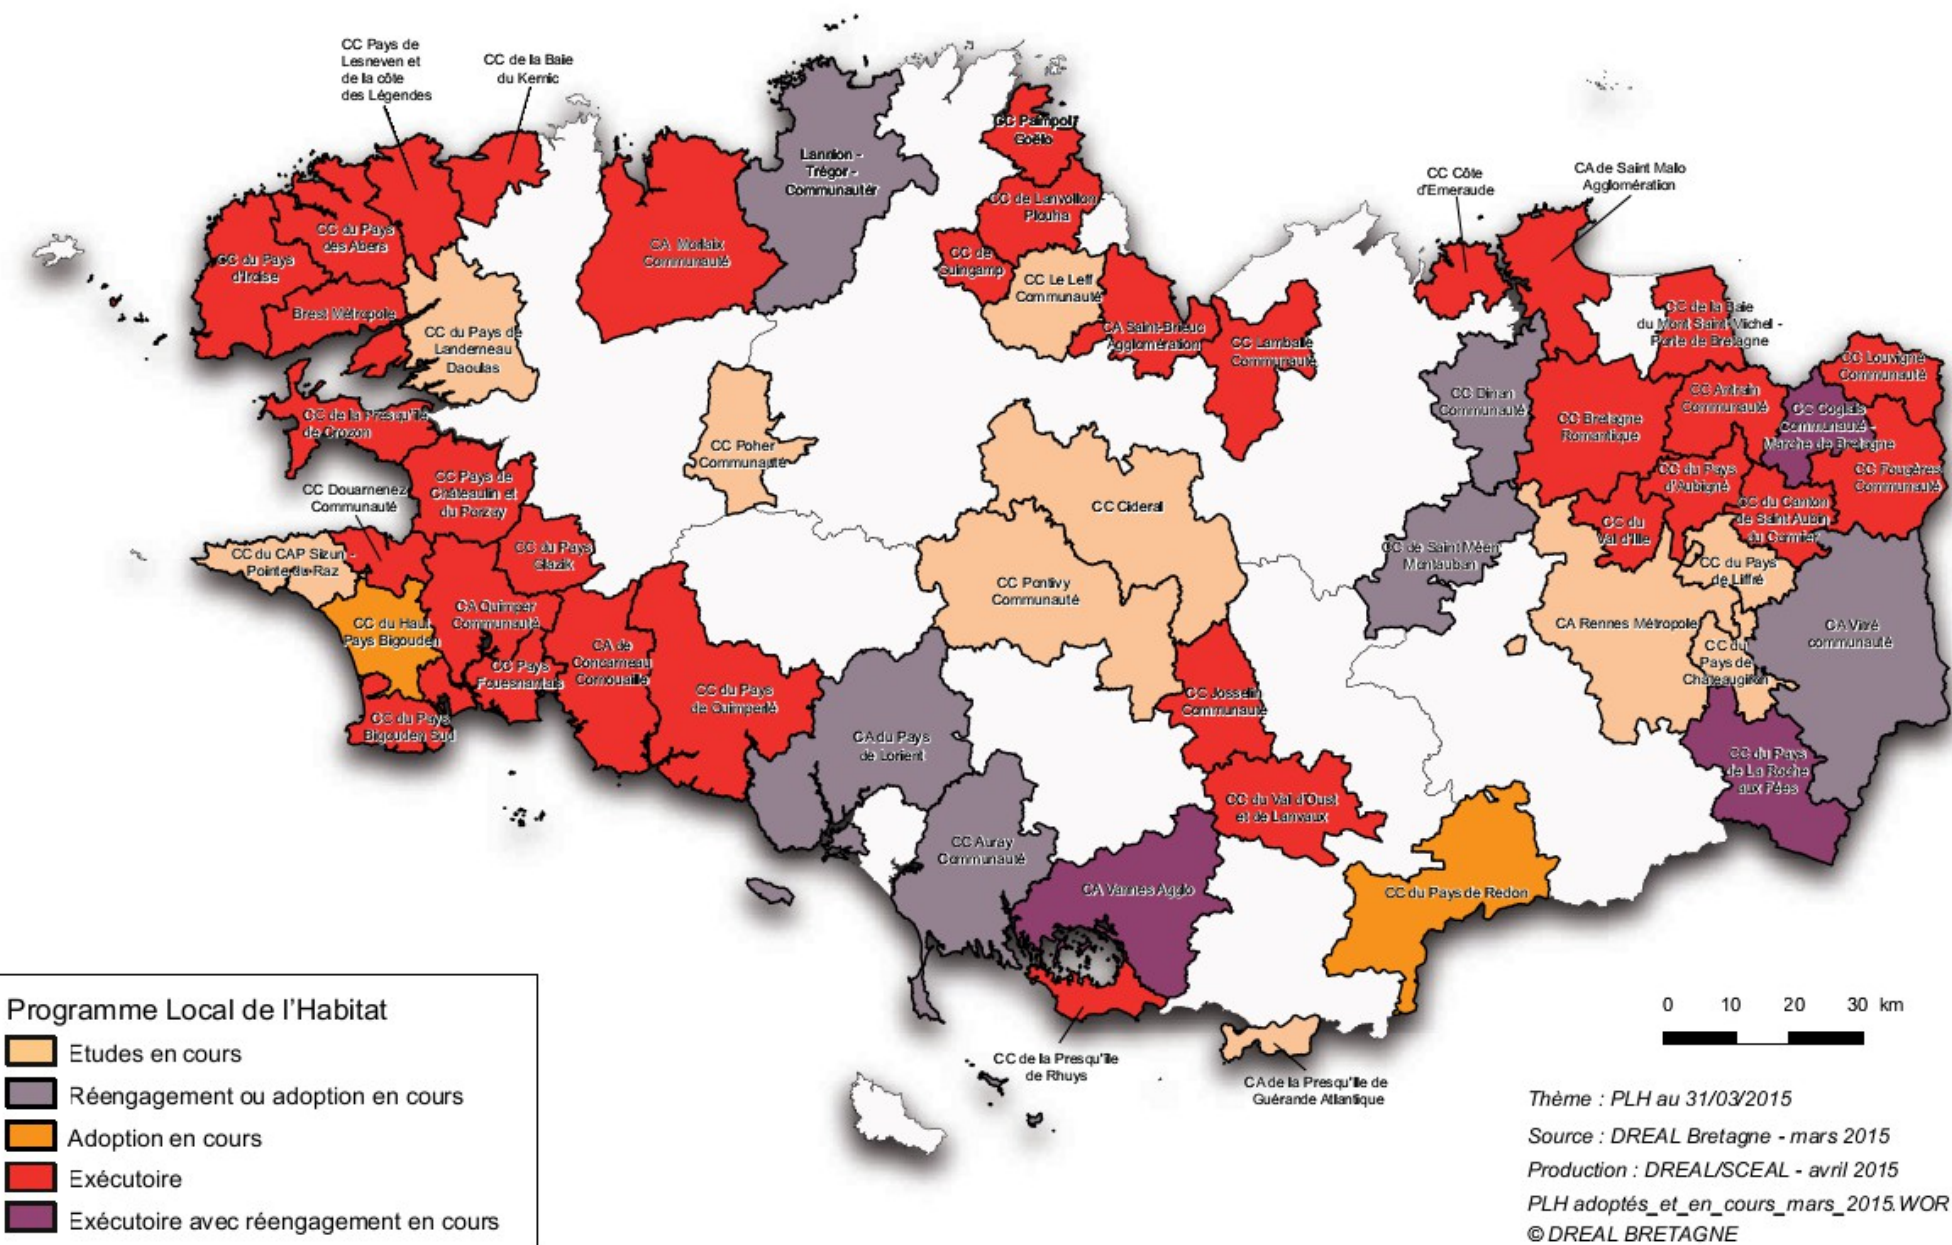 CC Pays de
Lesneven et
de la côte
des Légendes
CC de la Baie
du Kernic
Lannion -
Trégor -
Communauté
CC Paimpol
Goëlo
CC de Lanvollon
Plouha
CC Côte
d'Emeraude
CA de Saint Malo
Agglomération
CC du Pays
des Abers
CC du Pays
d'Iroise
CA Morlaix
Communauté
CC de
Guingamp
CC Le Leff
Communauté
Brest Métropole
CC du Pays de
Landerneau
Daoulas
CA Saint-Brieuc
Agglomération
CC Lamballe
Communauté
CC de la Baie
du Mont Saint-Michel -
Porte de Bretagne
CC Louvigné
Communauté
CC Dinan
Communauté
CC Bretagne
Romantique
CC Antrain
Communauté
CC Coglais
Communauté -
Marche de Bretagne
CC de la Presqu'île
de Crozon
CC Poher
Communauté
CC Pays de
Châteaulin et
du Porzay
CC Douarnenez
Communauté
CC du Pays
d'Aubigné
CC Fougères
Communauté
CC Cideral
CC du
Val d'Ille
CC du Canton
de Saint Aubin
du Cormier
CC du CAP Sizun -
Pointe du Raz
CC du Pays
Glazik
CC de Saint Méen
Montauban
CC du Pays
de Liffré
CC Pontivy
Communauté
CC du Haut
Pays Bigouden
CA Quimper
Communauté
CA Rennes Métropole
CA Vitré
communauté
CA de
Concarneau
Cornouaille
CC Pays
Fouesnantais
CC du
Pays de
Châteaugiron
CC du Pays
de Quimperlé
CC Josselin
Communauté
CC du Pays
Bigouden Sud
CA du Pays
de Lorient
CC du Pays
de La Roche
aux Fées
CC du Val d'Oust
et de Lanvaux
CC Auray
Communauté
CA Vannes Agglo
CC du Pays de Redon
CC de la Presqu'île
de Rhuys
CA de la Presqu'île de
Guérande Atlantique
Programme Local de l'Habitat
Etudes en cours
Réengagement ou adoption en cours
Adoption en cours
Exécutoire
Exécutoire avec réengagement en cours
0 10 20 30 km
Thème : PLH au 31/03/2015
Source : DREAL Bretagne - mars 2015
Production : DREAL/SCEAL - avril 2015
PLH adoptés_et_en_cours_mars_2015.WOR
© DREAL BRETAGNE